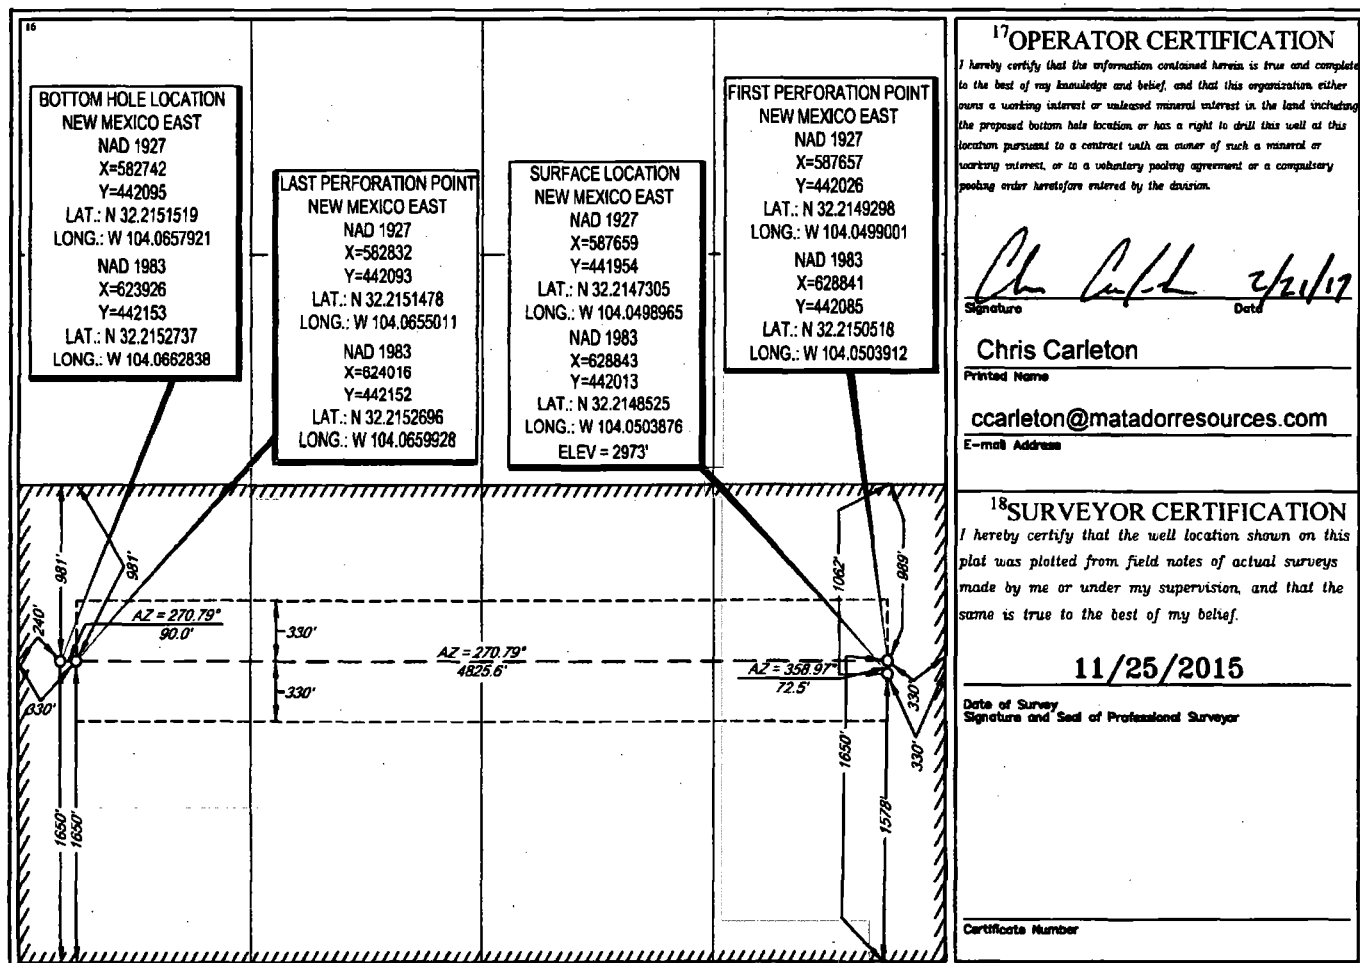 16
BOTTOM HOLE LOCATION
NEW MEXICO EAST
NAD 1927
X=582742
Y=442095
LAT.: N 32.2151519
LONG.: W 104.0657921
NAD 1983
X=623926
Y=442153
LAT.: N 32.2152737
LONG.: W 104.0662838
LAST PERFORATION POINT
NEW MEXICO EAST
NAD 1927
X=582832
Y=442093
LAT.: N 32.2151478
LONG.: W 104.0655011
NAD 1983
X=624016
Y=442152
LAT.: N 32.2152696
LONG.: W 104.0659928
SURFACE LOCATION
NEW MEXICO EAST
NAD 1927
X=587659
Y=441954
LAT.: N 32.2147305
LONG.: W 104.0498965
NAD 1983
X=628843
Y=442013
LAT.: N 32.2148525
LONG.: W 104.0503876
ELEV = 2973'
FIRST PERFORATION POINT
NEW MEXICO EAST
NAD 1927
X=587657
Y=442026
LAT.: N 32.2149298
LONG.: W 104.0499001
NAD 1983
X=628841
Y=442085
LAT.: N 32.2150518
LONG.: W 104.0503912
981'
981'
240'
330'
AZ = 270.79°
90.0'
330'
330'
AZ = 270.79°
4825.6'
AZ = 358.97°
72.5'
1062'
989'
330'
330'
1650'
1650'
1650'
1578'
17 OPERATOR CERTIFICATION
I hereby certify that the information contained herein is true and complete
to the best of my knowledge and belief, and that this organization either
owns a working interest or unleased mineral interest in the land including
the proposed bottom hole location or has a right to drill this well at this
location pursuant to a contract with an owner of such a mineral or
working interest, or to a voluntary pooling agreement or a compulsory
pooling order heretofore entered by the division.
2/21/17
Signature Date
Chris Carleton
Printed Name
ccarleton@matadorresources.com
E-mail Address
18 SURVEYOR CERTIFICATION
I hereby certify that the well location shown on this
plat was plotted from field notes of actual surveys
made by me or under my supervision, and that the
same is true to the best of my belief.
11/25/2015
Date of Survey
Signature and Seal of Professional Surveyor
Certificate Number